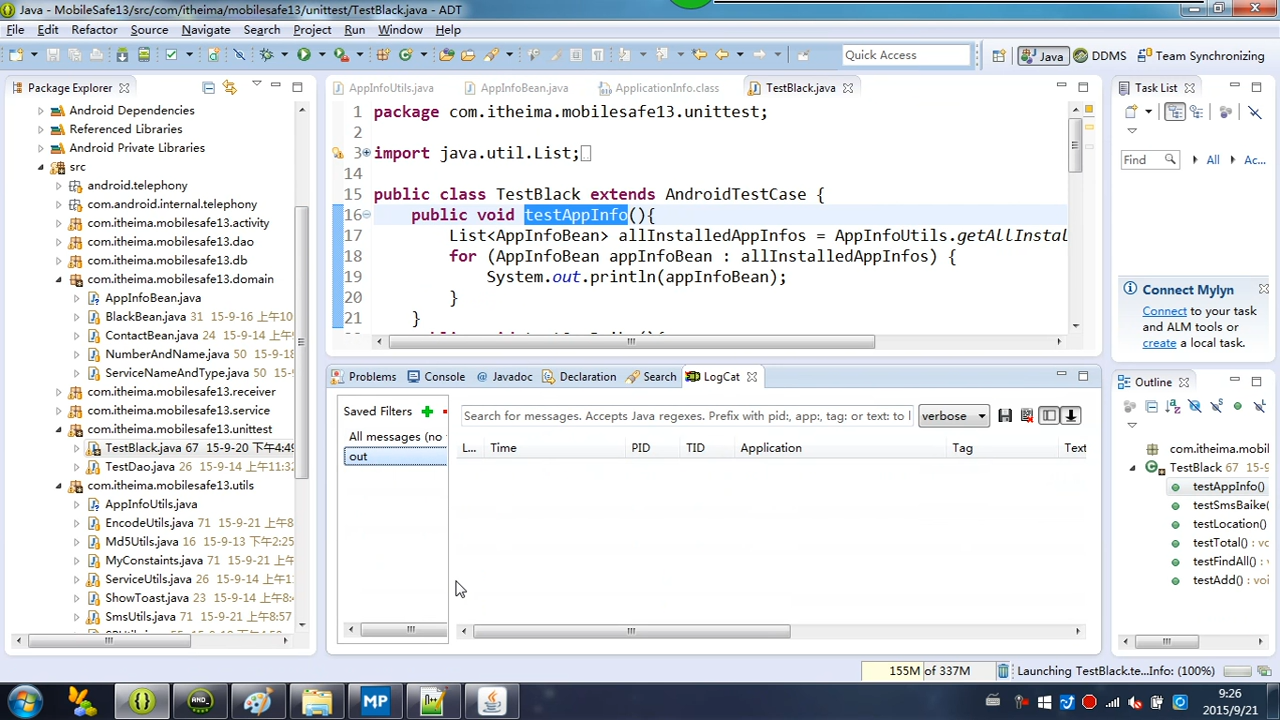 Java - MobileSafe13/src/com/itheima/mobilesafe13/unittest/TestBlack.java - ADT
File Edit Refactor Source Navigate Search Project Run Window Help
Quick Access
Java
DDMS
Team Synchronizing
Package Explorer
Android Dependencies
Referenced Libraries
Android Private Libraries
src
android.telephony
com.android.internal.telephony
com.itheima.mobilesafe13.activity
com.itheima.mobilesafe13.dao
com.itheima.mobilesafe13.db
com.itheima.mobilesafe13.domain
AppInfoBean.java
BlackBean.java 31 15-9-16 上午10
ContactBean.java 24 15-9-14 上午
NumberAndName.java 50 15-9-18
ServiceNameAndType.java 50 15-9-
com.itheima.mobilesafe13.receiver
com.itheima.mobilesafe13.service
com.itheima.mobilesafe13.unittest
TestBlack.java 67 15-9-20 下午4:49
TestDao.java 26 15-9-14 上午11:32
com.itheima.mobilesafe13.utils
AppInfoUtils.java
EncodeUtils.java 71 15-9-21 上午8
Md5Utils.java 16 15-9-13 下午2:25
MyConstaints.java 71 15-9-21 上午
ServiceUtils.java 26 15-9-14 上午11
ShowToast.java 23 15-9-14 上午8:4
SmsUtils.java 71 15-9-21 上午8:57
AppInfoUtils.java
AppInfoBean.java
ApplicationInfo.class
TestBlack.java
1 package com.itheima.mobilesafe13.unittest;
2
3 import java.util.List;
14
15 public class TestBlack extends AndroidTestCase {
16 public void testAppInfo(){
17 List<AppInfoBean> allInstalledAppInfos = AppInfoUtils.getAllInstal
18 for (AppInfoBean appInfoBean : allInstalledAppInfos) {
19 System.out.println(appInfoBean);
20 }
21 }
Problems
Console
Javadoc
Declaration
Search
LogCat
Saved Filters
All messages (no
out
Search for messages. Accepts Java regexes. Prefix with pid:, app:, tag: or text: to l
verbose
L... Time PID TID Application Tag Text
Task List
Find
All
Ac...
Connect Mylyn
Connect to your task
and ALM tools or
create a local task.
Outline
com.itheima.mobilesafe13.
TestBlack 67 15-9-20
testAppInfo()
testSmsBaike(
testLocation()
testTotal() : vo
testFindAll() :
testAdd() : voi
155M of 337M
Launching TestBlack.te...Info: (100%)
AND_
MP
9:26
2015/9/21